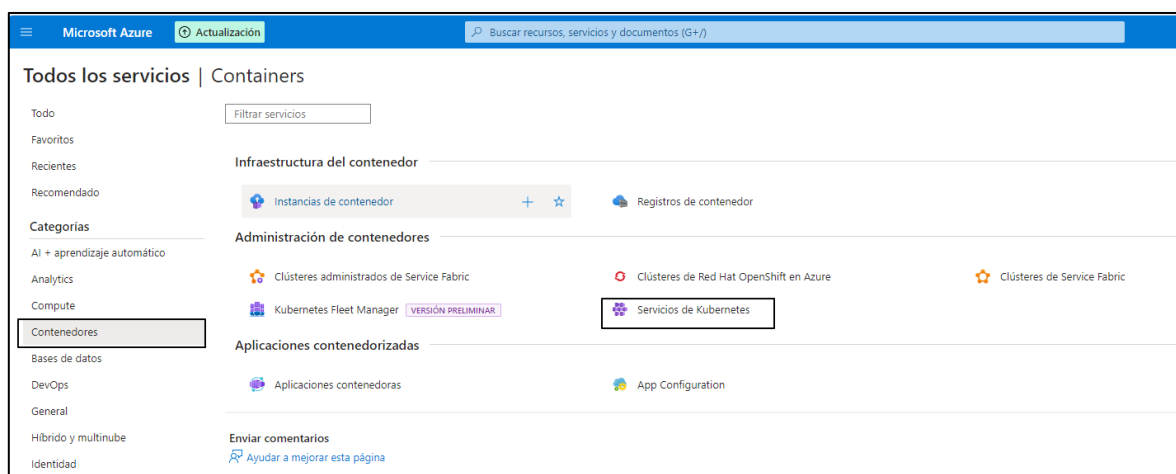 Microsoft Azure
Actualización
Buscar recursos, servicios y documentos (G+/)
Todos los servicios | Containers
Todo
Favoritos
Recientes
Recomendado
Categorías
AI + aprendizaje automático
Analytics
Compute
Contenedores
Bases de datos
DevOps
General
Híbrido y multinube
Identidad
Filtrar servicios
Infraestructura del contenedor
Instancias de contenedor
Registros de contenedor
Administración de contenedores
Clústeres administrados de Service Fabric
Clústeres de Red Hat OpenShift en Azure
Clústeres de Service Fabric
Kubernetes Fleet Manager VERSIÓN PRELIMINAR
Servicios de Kubernetes
Aplicaciones contenedorizadas
Aplicaciones contenedoras
App Configuration
Enviar comentarios
Ayudar a mejorar esta página